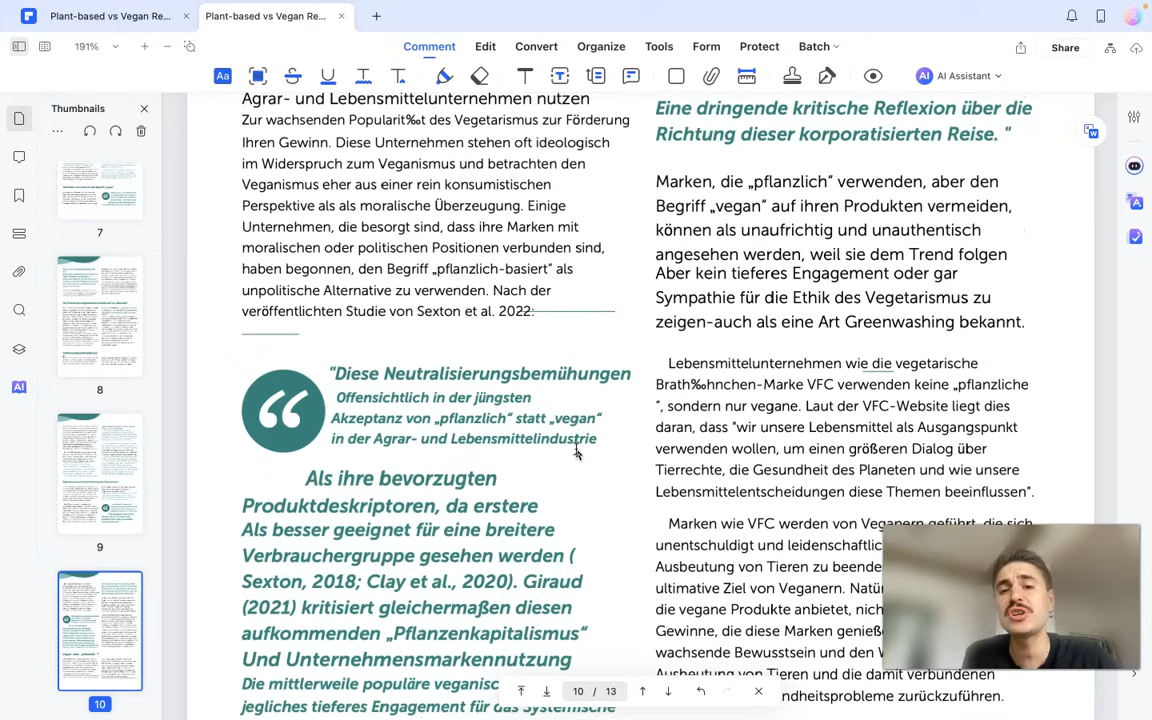 Plant-based vs Vegan Re...
Plant-based vs Vegan Re...
191%
Comment
Edit
Convert
Organize
Tools
Form
Protect
Batch
Share
Aa
AI Assistant
Thumbnails
7
8
9
10
AI
Agrar- und Lebensmittelunternehmen nutzen
Zur wachsenden Popularit‰t des Vegetarismus zur Förderung
Ihren Gewinn. Diese Unternehmen stehen oft ideologisch
im Widerspruch zum Veganismus und betrachten den
Veganismus eher aus einer rein konsumistischen
Perspektive als als moralische Überzeugung. Einige
Unternehmen, die besorgt sind, dass ihre Marken mit
moralischen oder politischen Positionen verbunden sind,
haben begonnen, den Begriff „pflanzlich-basiert“ als
unpolitische Alternative zu verwenden. Nach der
veröffentlichten Studie von Sexton et al. 2022:
"Diese Neutralisierungsbemühungen
Offensichtlich in der jüngsten
Akzeptanz von „pflanzlich“ statt „vegan“
in der Agrar- und Lebensmittelindustrie
Als ihre bevorzugten
Produktdeskriptoren, da erstere
Als besser geeignet für eine breitere
Verbrauchergruppe gesehen werden (
Sexton, 2018; Clay et al., 2020). Giraud
(2021) kritisiert gleichermaßen diesen
aufkommenden „Pflanzenkapitalismus“
und Unternehmensmarkennutzung
Die mittlerweile populäre veganis
jegliches tieferes Engagement für das Systemische
Eine dringende kritische Reflexion über die
Richtung dieser korporatisierten Reise. "
Marken, die „pflanzlich“ verwenden, aber den
Begriff „vegan“ auf ihren Produkten vermeiden,
können als unaufrichtig und unauthentisch
angesehen werden, weil sie dem Trend folgen
Aber kein tieferes Engagement oder gar
Sympathie für die Ethik des Vegetarismus zu
zeigen-auch als eine Art Greenwashing bekannt.
Lebensmittelunternehmen wie die vegetarische
Brath‰hnchen-Marke VFC verwenden keine „pflanzliche
“, sondern nur vegane. Laut der VFC-Website liegt dies
daran, dass "wir unsere Lebensmittel als Ausgangspunkt
verwenden wollen, um einen größeren Dialog über
Tierrechte, die Gesundheit des Planeten und wie unsere
Lebensmittelentscheidungen diese Themen beeinflussen".
Marken wie VFC werden von Veganern geführt, die sich
unentschuldigt und leidenschaftlic
Ausbeutung von Tieren zu beende
ultimative Ziel von Veganern. Natü
die vegane Produkte anbietet, nich
Gewinne, die diese Marken genieße
wachsende Bewusstsein und den W
Ausbeutung von Tieren und die damit verbundenen
ndheitsprobleme zurückzuführen.
10 / 13